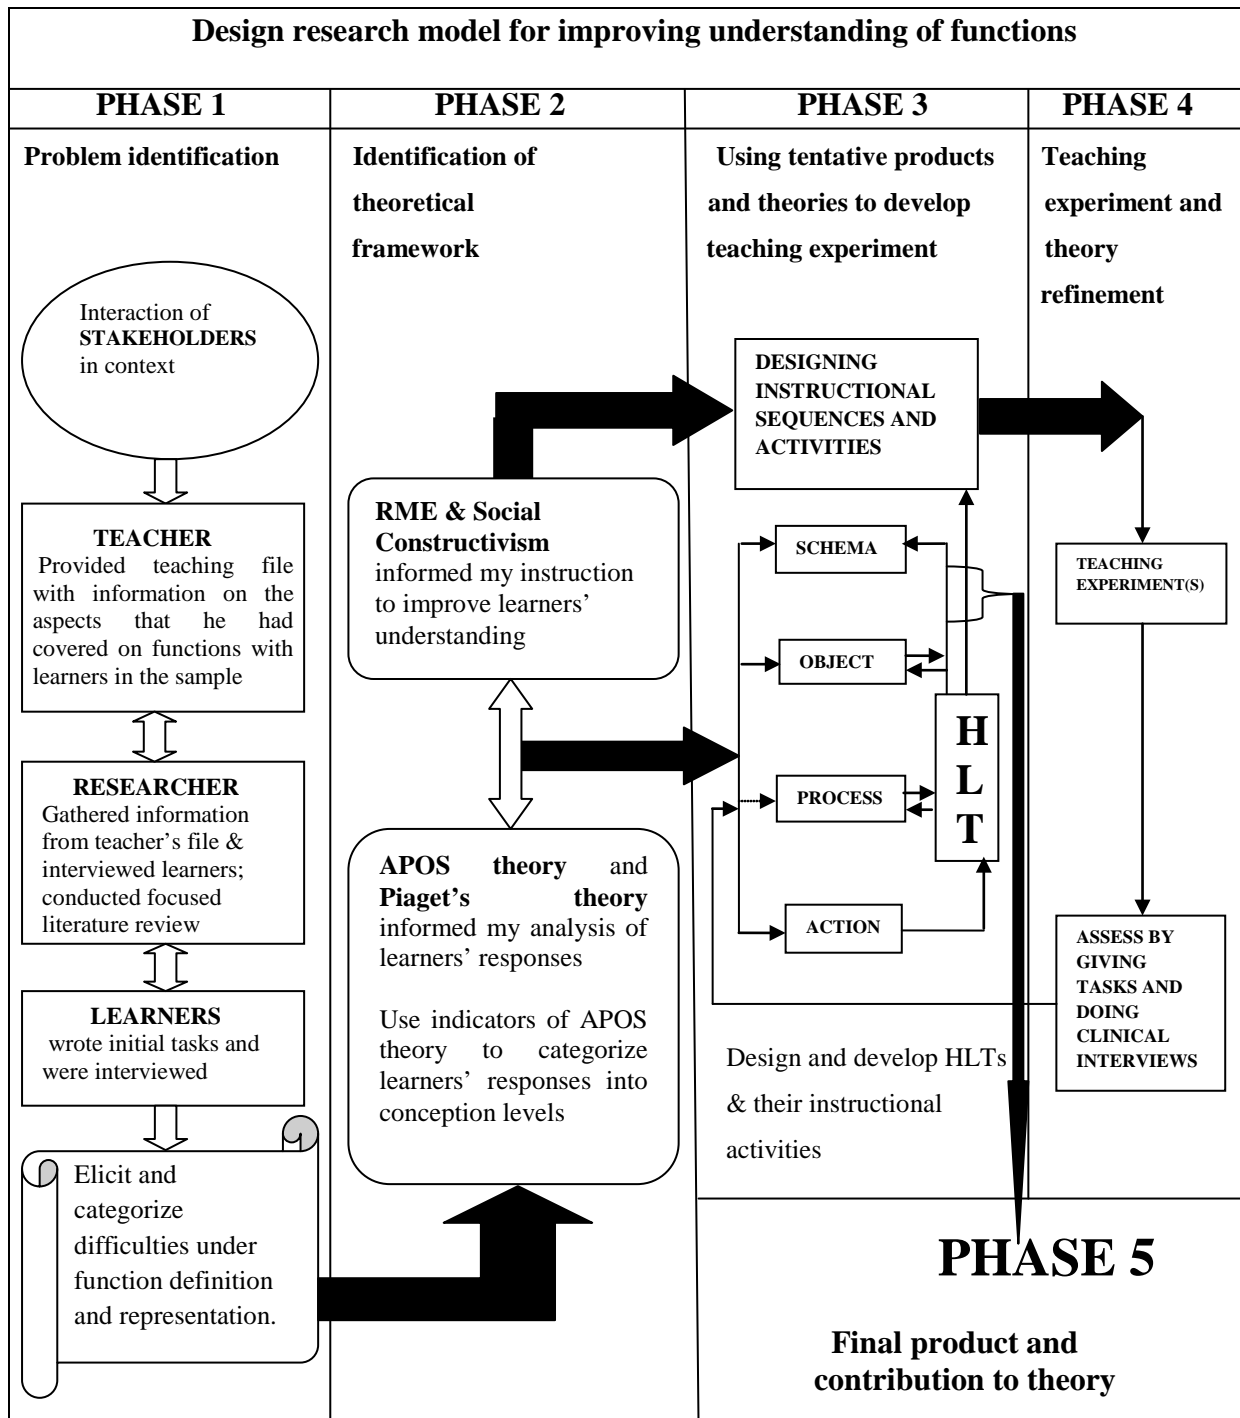 Design research model for improving understanding of functions
PHASE 1
PHASE 2
PHASE 3
PHASE 4
Problem identification
Identification of
theoretical
framework
Using tentative products
and theories to develop
teaching experiment
Teaching
experiment and
theory
refinement
Interaction of
STAKEHOLDERS
in context
TEACHER
Provided teaching file
with information on the
aspects that he had
covered on functions with
learners in the sample
RESEARCHER
Gathered information
from teacher's file &
interviewed learners;
conducted focused
literature review
LEARNERS
wrote initial tasks and
were interviewed
Elicit and
categorize
difficulties under
function definition
and representation.
RME & Social
Constructivism
informed my instruction
to improve learners'
understanding
APOS theory and
Piaget's theory
informed my analysis of
learners' responses
Use indicators of APOS
theory to categorize
learners' responses into
conception levels
DESIGNING
INSTRUCTIONAL
SEQUENCES AND
ACTIVITIES
SCHEMA
OBJECT
PROCESS
ACTION
H
L
T
Design and develop HLTs
& their instructional
activities
TEACHING
EXPERIMENT(S)
ASSESS BY
GIVING
TASKS AND
DOING
CLINICAL
INTERVIEWS
PHASE 5
Final product and
contribution to theory